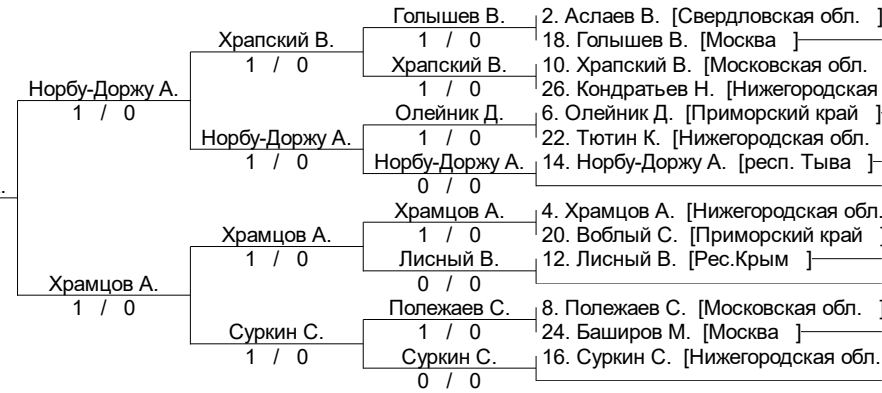 Голышев В.
2. Аслаев В. [Свердловская обл. ]
Храпский В.
1 / 0
18. Голышев В. [Москва ]
1 / 0
Храпский В.
10. Храпский В. [Московская обл.
Норбу-Доржу А.
1 / 0
26. Кондратьев Н. [Нижегородская
1 / 0
Олейник Д.
6. Олейник Д. [Приморский край ]
Норбу-Доржу А.
1 / 0
22. Тютин К. [Нижегородская обл.
1 / 0
Норбу-Доржу А.
14. Норбу-Доржу А. [респ. Тыва ]
0 / 0
.
Храмцов А.
4. Храмцов А. [Нижегородская обл.
Храмцов А.
1 / 0
20. Воблый С. [Приморский край ]
1 / 0
Лисный В.
12. Лисный В. [Рес.Крым ]
Храмцов А.
0 / 0
1 / 0
Полежаев С.
8. Полежаев С. [Московская обл. ]
Суркин С.
1 / 0
24. Баширов М. [Москва ]
1 / 0
Суркин С.
16. Суркин С. [Нижегородская обл.
0 / 0